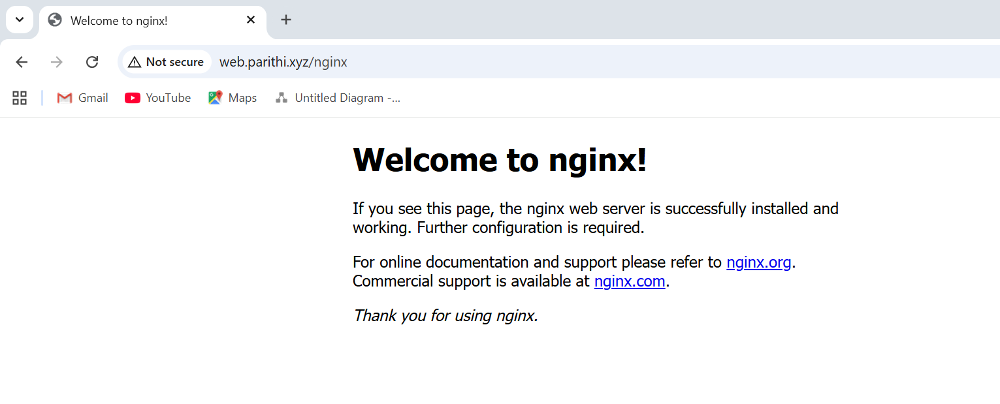 Welcome to nginx!
Not secure
web.parithi.xyz/nginx
Gmail
YouTube
Maps
Untitled Diagram -...
Welcome to nginx!
If you see this page, the nginx web server is successfully installed and
working. Further configuration is required.
For online documentation and support please refer to nginx.org.
Commercial support is available at nginx.com.
Thank you for using nginx.